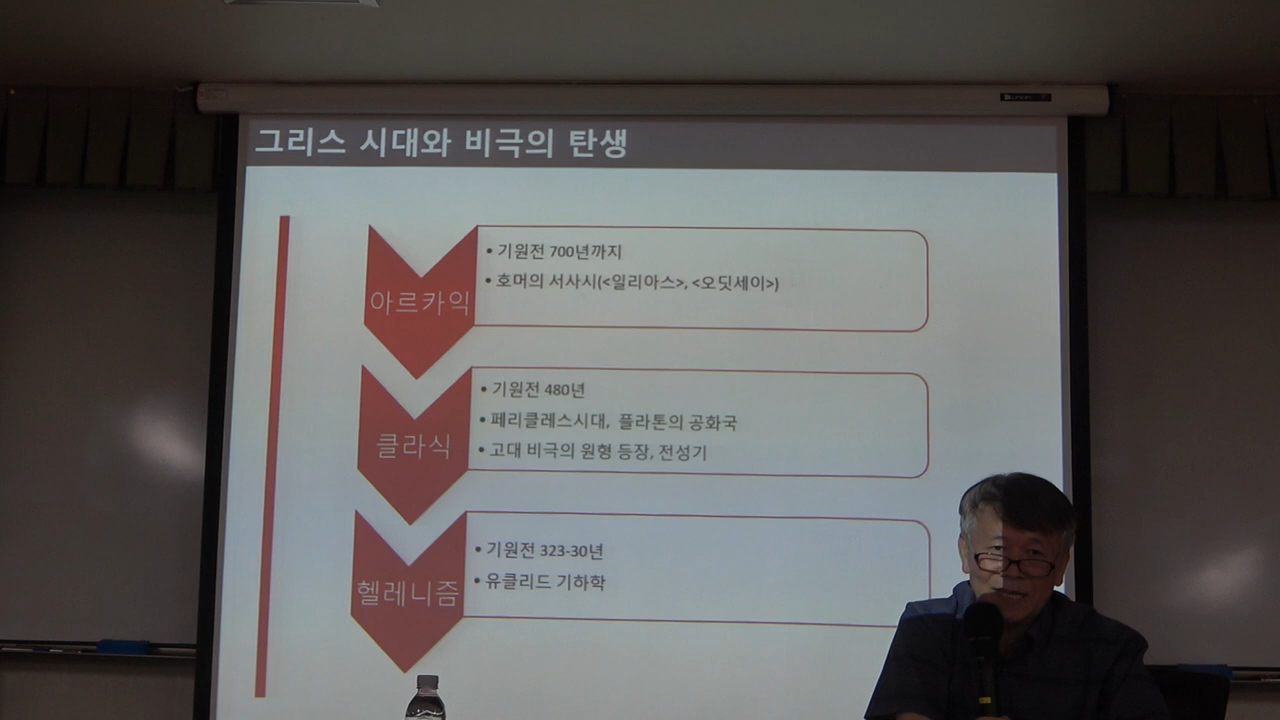 그리스 시대와 비극의 탄생
아르카익
• 기원전 700년까지
• 호머의 서사시(<일리아스>, <오딧세이>)
클라식
• 기원전 480년
• 페리클레스시대, 플라톤의 공화국
• 고대 비극의 원형 등장, 전성기
헬레니즘
• 기원전 323-30년
• 유클리드 기하학